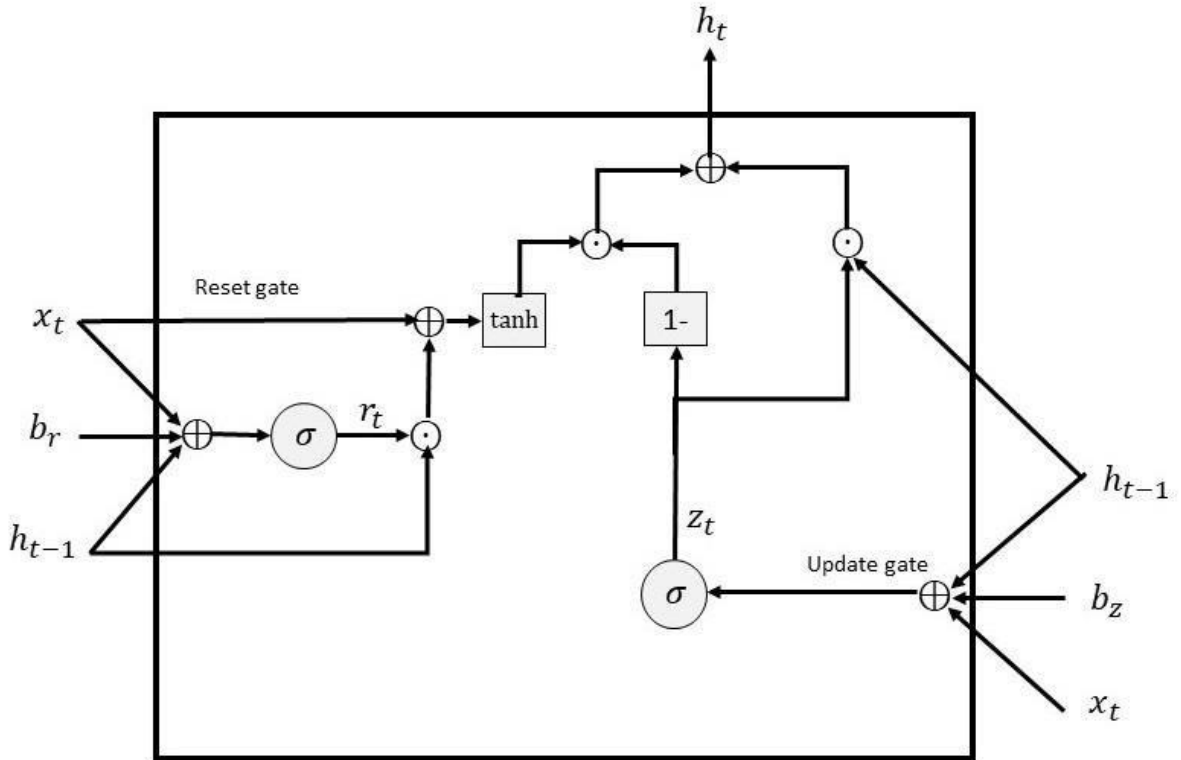 h_t
Reset gate
x_t
tanh
1-
b_r
σ
r_t
h_{t-1}
h_{t-1}
z_t
Update gate
σ
b_z
x_t